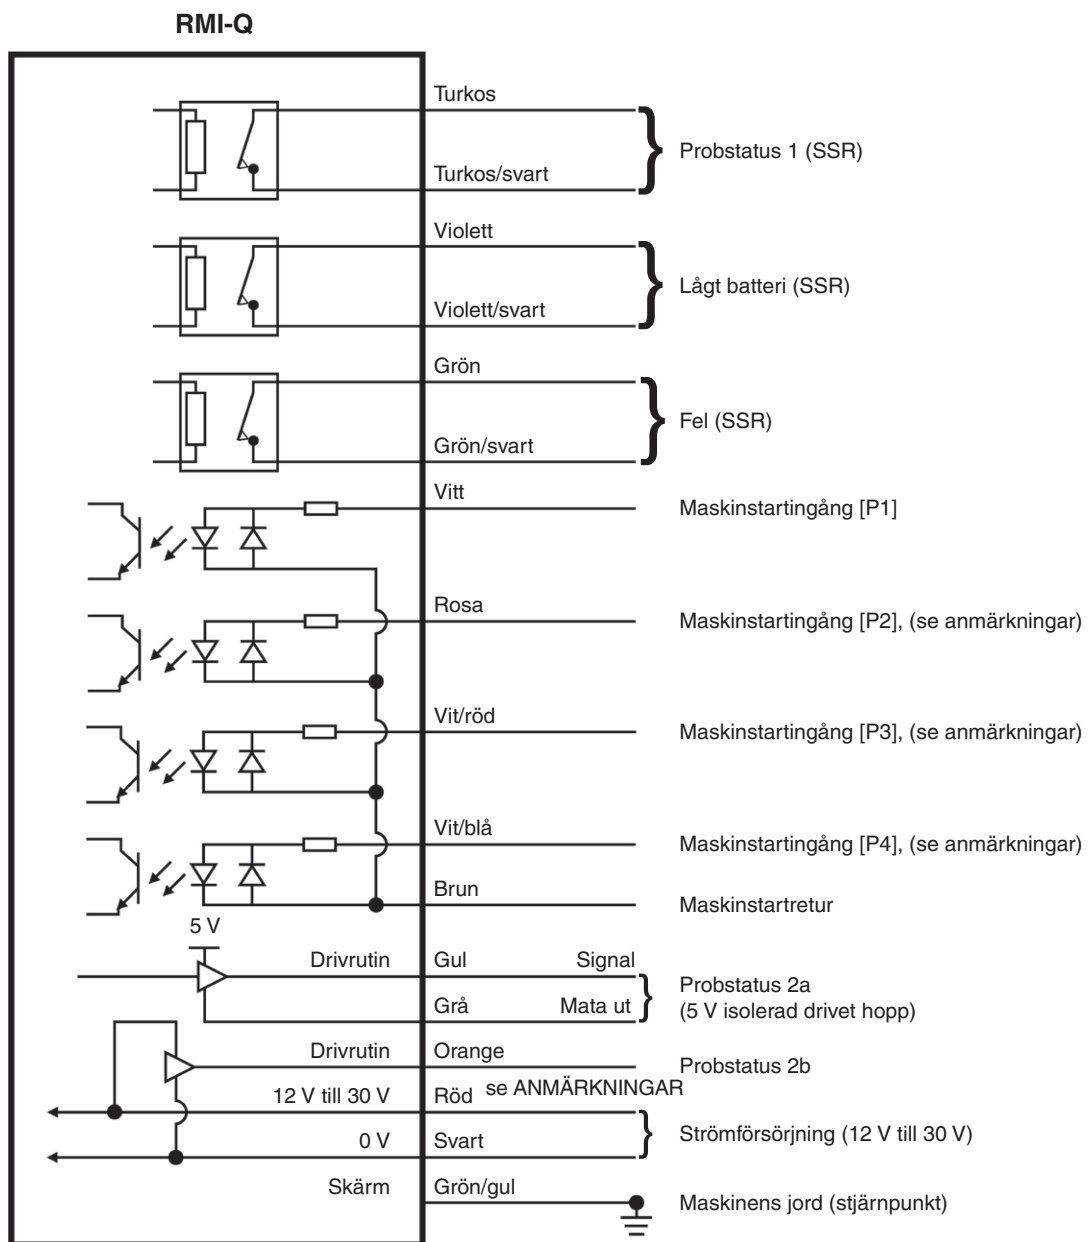 RMI-Q
Turkos
Turkos/svart
Probstatus 1 (SSR)
Violett
Violett/svart
Lågt batteri (SSR)
Grön
Grön/svart
Fel (SSR)
Vitt
Maskinstartingång [P1]
Rosa
Maskinstartingång [P2], (se anmärkningar)
Vit/röd
Maskinstartingång [P3], (se anmärkningar)
Vit/blå
Maskinstartingång [P4], (se anmärkningar)
Brun
Maskinstartretur
5 V
Drivrutin Gul Signal
Grå Mata ut
Probstatus 2a
(5 V isolerad drivet hopp)
Drivrutin Orange
Probstatus 2b
12 V till 30 V Röd se ANMÄRKNINGAR
0 V Svart
Strömförsörjning (12 V till 30 V)
Skärm Grön/gul
Maskinens jord (stjärnpunkt)